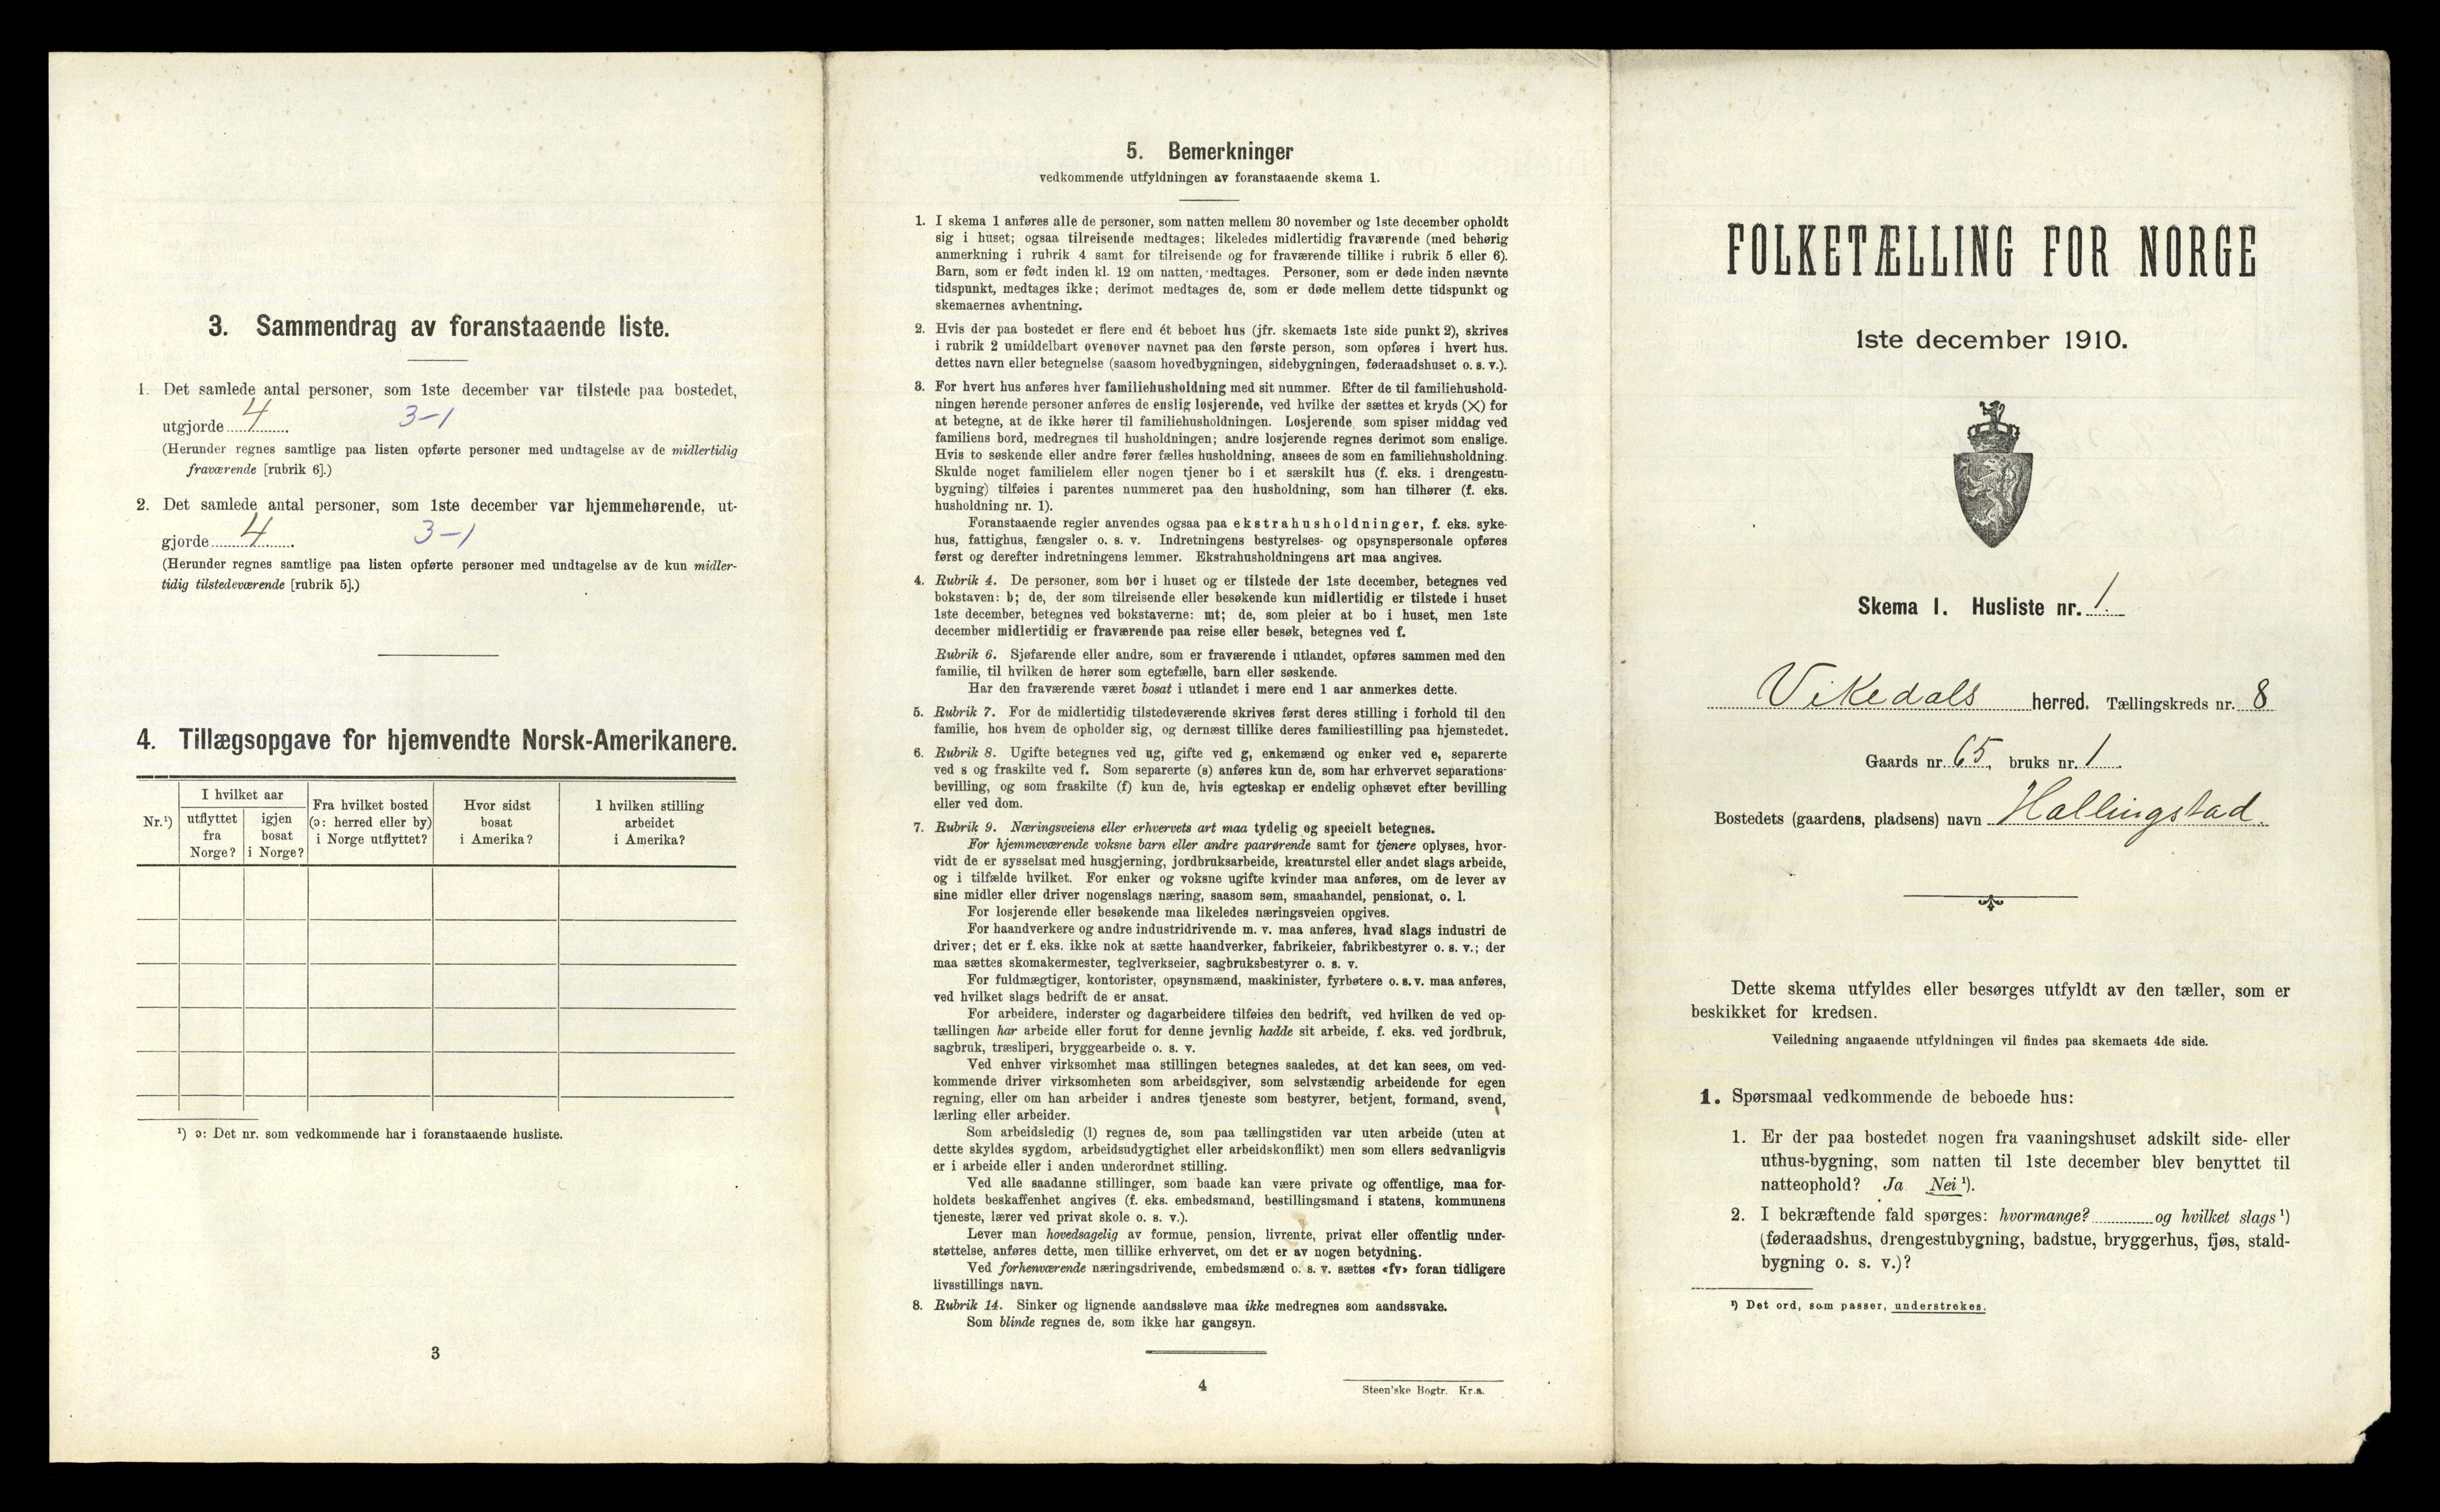 3. Sammendrag av foranstaaende liste.
1. Det samlede antal personer, som 1ste december var tilstede paa bostedet,
utgjorde 4. 3-1
(Herunder regnes samtlige paa listen opførte personer med undtagelse av de midlertidig
fraværende [rubrik 6].)
2. Det samlede antal personer, som 1ste december var hjemmehørende, ut-
gjorde 4. 3-1
(Herunder regnes samtlige paa listen opførte personer med undtagelse av de kun midler-
tidig tilstedeværende [rubrik 5].)
4. Tillægsopgave for hjemvendte Norsk-Amerikanere.
Nr.¹)
I hvilket aar
utflyttet
fra
Norge?
igjen
bosat
i Norge?
Fra hvilket bosted
(ɔ: herred eller by)
i Norge utflyttet?
Hvor sidst
bosat
i Amerika?
I hvilken stilling
arbeidet
i Amerika?
¹) ɔ: Det nr. som vedkommende har i foranstaaende husliste.
3
5. Bemerkninger
vedkommende utfyldningen av foranstaaende skema 1.
1. I skema 1 anføres alle de personer, som natten mellem 30 november og 1ste december opholdt
sig i huset; ogsaa tilreisende medtages; likeledes midlertidig fraværende (med behørig
anmerkning i rubrik 4 samt for tilreisende og for fraværende tillike i rubrik 5 eller 6).
Barn, som er født inden kl. 12 om natten, medtages. Personer, som er døde inden nævnte
tidspunkt, medtages ikke; derimot medtages de, som er døde mellem dette tidspunkt og
skemaernes avhentning.
2. Hvis der paa bostedet er flere end ét beboet hus (jfr. skemaets 1ste side punkt 2), skrives
i rubrik 2 umiddelbart ovenover navnet paa den første person, som opføres i hvert hus.
dettes navn eller betegnelse (saasom hovedbygningen, sidebygningen, føderaadshuset o. s. v.).
3. For hvert hus anføres hver familiehusholdning med sit nummer. Efter de til familiehushold-
ningen hørende personer anføres de enslig losjerende, ved hvilke der sættes et kryds (×) for
at betegne, at de ikke hører til familiehusholdningen. Losjerende, som spiser middag ved
familiens bord, medregnes til husholdningen; andre losjerende regnes derimot som enslige.
Hvis to søskende eller andre fører fælles husholdning, ansees de som en familiehusholdning.
Skulde noget familielem eller nogen tjener bo i et særskilt hus (f. eks. i drengestu-
bygning) tilføies i parentes nummeret paa den husholdning, som han tilhører (f. eks.
husholdning nr. 1).
Foranstaaende regler anvendes ogsaa paa ekstrahusholdninger, f. eks. syke-
hus, fattighus, fængsler o. s. v. Indretningens bestyrelses- og opsynspersonale opføres
først og derefter indretningens lemmer. Ekstrahusholdningens art maa angives.
4. Rubrik 4. De personer, som bor i huset og er tilstede der 1ste december, betegnes ved
bokstaven: b; de, der som tilreisende eller besøkende kun midlertidig er tilstede i huset
1ste december, betegnes ved bokstaverne: mt; de, som pleier at bo i huset, men 1ste
december midlertidig er fraværende paa reise eller besøk, betegnes ved f.
Rubrik 6. Sjøfarende eller andre, som er fraværende i utlandet, opføres sammen med den
familie, til hvilken de hører som egtefælle, barn eller søskende.
Har den fraværende været bosat i utlandet i mere end 1 aar anmerkes dette.
5. Rubrik 7. For de midlertidig tilstedeværende skrives først deres stilling i forhold til den
familie, hos hvem de opholder sig, og dernæst tillike deres familiestilling paa hjemstedet.
6. Rubrik 8. Ugifte betegnes ved ug, gifte ved g, enkemænd og enker ved e, separerte
ved s og fraskilte ved f. Som separerte (s) anføres kun de, som har erhvervet separations-
bevilling, og som fraskilte (f) kun de, hvis egteskap er endelig ophævet efter bevilling
eller ved dom.
7. Rubrik 9. Næringsveiens eller erhvervets art maa tydelig og specielt betegnes.
For hjemmeværende voksne barn eller andre paarørende samt for tjenere oplyses, hvor-
vidt de er sysselsat med husgjerning, jordbruksarbeide, kreaturstel eller andet slags arbeide,
og i tilfælde hvilket. For enker og voksne ugifte kvinder maa anføres, om de lever av
sine midler eller driver nogenslags næring, saasom søm, smaahandel, pensionat, o. l.
For losjerende eller besøkende maa likeledes næringsveien opgives.
For haandverkere og andre industridrivende m. v. maa anføres, hvad slags industri de
driver; det er f. eks. ikke nok at sætte haandverker, fabrikeier, fabrikbestyrer o. s. v.; der
maa sættes skomakermester, teglverkseier, sagbruksbestyrer o. s. v.
For fuldmægtiger, kontorister, opsynsmænd, maskinister, fyrbøtere o. s. v. maa anføres,
ved hvilket slags bedrift de er ansat.
For arbeidere, inderster og dagarbeidere tilføies den bedrift, ved hvilken de ved op-
tællingen har arbeide eller forut for denne jevnlig hadde sit arbeide, f. eks. ved jordbruk,
sagbruk, træsliperi, bryggearbeide o. s. v.
Ved enhver virksomhet maa stillingen betegnes saaledes, at det kan sees, om ved-
kommende driver virksomheten som arbeidsgiver, som selvstændig arbeidende for egen
regning, eller om han arbeider i andres tjeneste som bestyrer, betjent, formand, svend,
lærling eller arbeider.
Som arbeidsledig (l) regnes de, som paa tællingstiden var uten arbeide (uten at
dette skyldes sygdom, arbeidsudygtighet eller arbeidskonflikt) men som ellers sedvanligvis
er i arbeide eller i anden underordnet stilling.
Ved alle saadanne stillinger, som baade kan være private og offentlige, maa for-
holdets beskaffenhet angives (f. eks. embedsmand, bestillingsmand i statens, kommunens
tjeneste, lærer ved privat skole o. s. v.).
Lever man hovedsagelig av formue, pension, livrente, privat eller offentlig under-
støttelse, anføres dette, men tillike erhvervet, om det er av nogen betydning.
Ved forhenværende næringsdrivende, embedsmænd o. s. v. sættes «fv» foran tidligere
livsstillings navn.
8. Rubrik 14. Sinker og lignende aandssløve maa ikke medregnes som aandssvake.
Som blinde regnes de, som ikke har gangsyn.
4
Steen'ske Bogtr. Kr.a.
FOLKETÆLLING FOR NORGE
1ste december 1910.
Skema 1. Husliste nr. 1.
Vikedals herred. Tællingskreds nr. 8
Gaards nr. 65, bruks nr. 1.
Bostedets (gaardens, pladsens) navn Hallingstad.
Dette skema utfyldes eller besørges utfyldt av den tæller, som er
beskikket for kredsen.
Veiledning angaaende utfyldningen vil findes paa skemaets 4de side.
1. Spørsmaal vedkommende de beboede hus:
1. Er der paa bostedet nogen fra vaaningshuset adskilt side- eller
uthus-bygning, som natten til 1ste december blev benyttet til
natteophold? Ja Nei ¹).
2. I bekræftende fald spørges: hvormange? og hvilket slags ¹)
(føderaadshus, drengestubygning, badstue, bryggerhus, fjøs, stald-
bygning o. s. v.)?
¹) Det ord, som passer, understrekes.